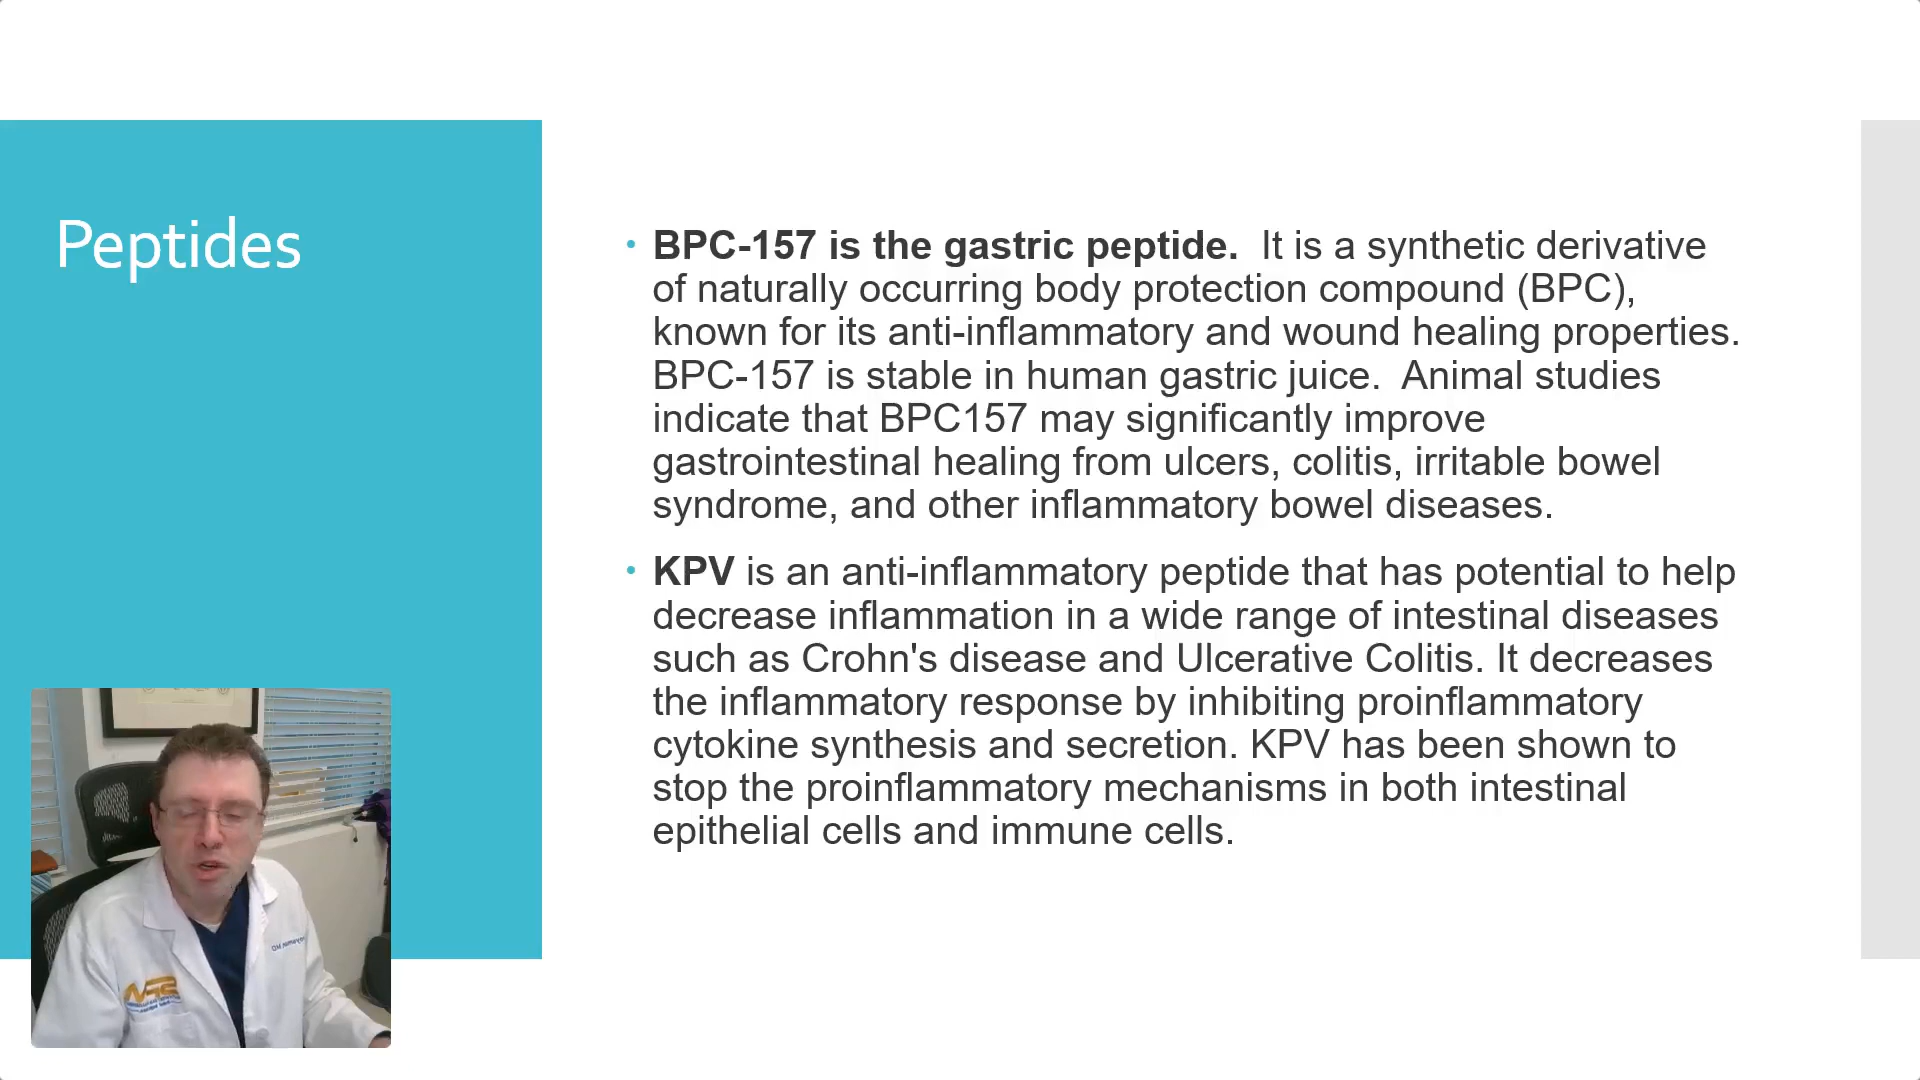 Peptides
BPC-157 is the gastric peptide.  It is a synthetic derivative
of naturally occurring body protection compound (BPC),
known for its anti-inflammatory and wound healing properties.
BPC-157 is stable in human gastric juice.  Animal studies
indicate that BPC157 may significantly improve
gastrointestinal healing from ulcers, colitis, irritable bowel
syndrome, and other inflammatory bowel diseases.
KPV is an anti-inflammatory peptide that has potential to help
decrease inflammation in a wide range of intestinal diseases
such as Crohn's disease and Ulcerative Colitis. It decreases
the inflammatory response by inhibiting proinflammatory
cytokine synthesis and secretion. KPV has been shown to
stop the proinflammatory mechanisms in both intestinal
epithelial cells and immune cells.